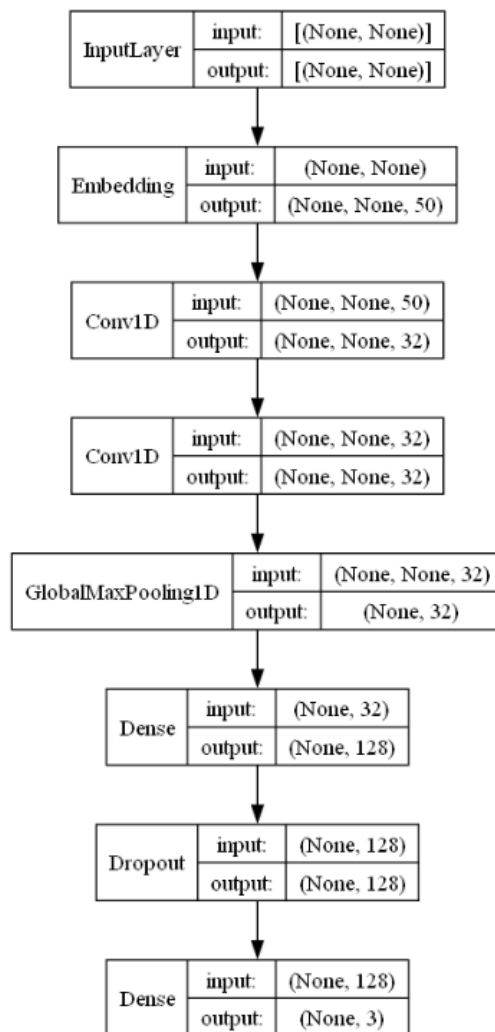 InputLayer
input: [(None, None)]
output: [(None, None)]
Embedding
input: (None, None)
output: (None, None, 50)
Conv1D
input: (None, None, 50)
output: (None, None, 32)
Conv1D
input: (None, None, 32)
output: (None, None, 32)
GlobalMaxPooling1D
input: (None, None, 32)
output: (None, 32)
Dense
input: (None, 32)
output: (None, 128)
Dropout
input: (None, 128)
output: (None, 128)
Dense
input: (None, 128)
output: (None, 3)